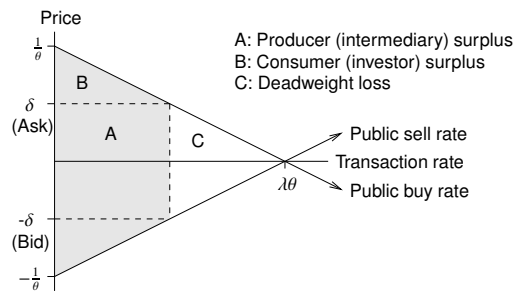 Price
1/θ
A: Producer (intermediary) surplus
B: Consumer (investor) surplus
C: Deadweight loss
B
δ
(Ask)
A
C
Public sell rate
Transaction rate
λθ
Public buy rate
-δ
(Bid)
−1/θ